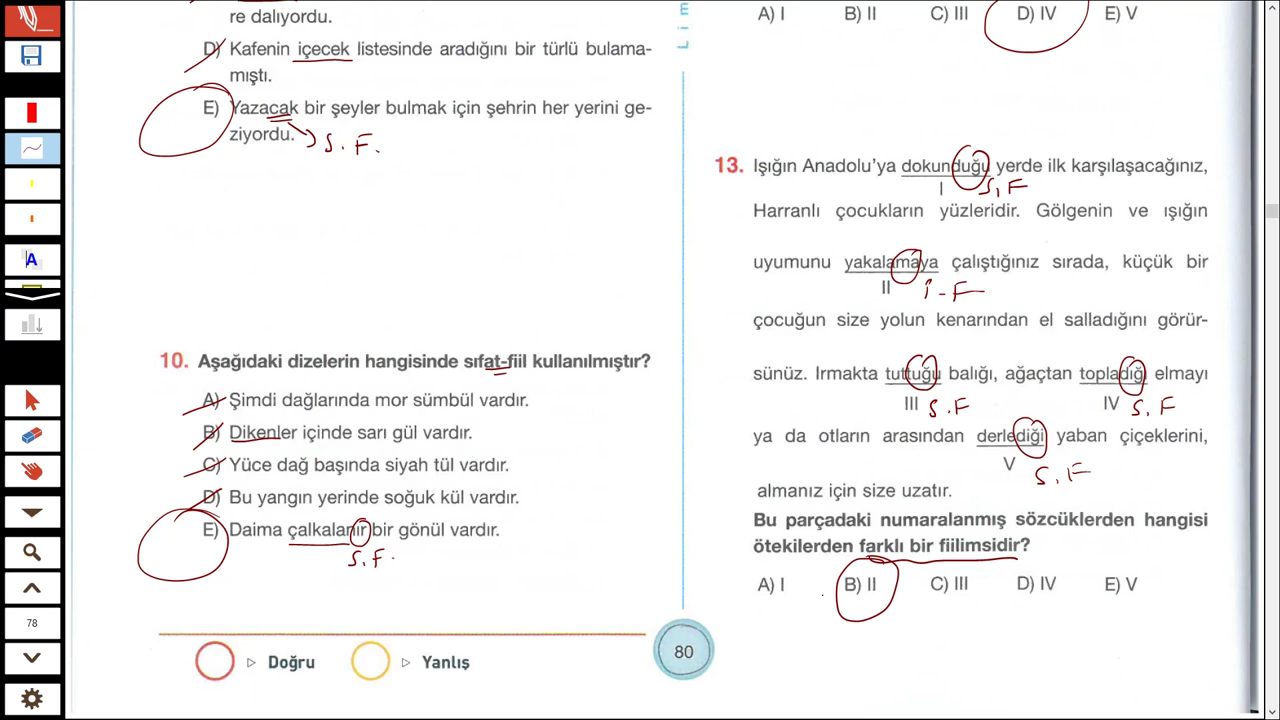 re dalıyordu.
D) Kafenin içecek listesinde aradığını bir türlü bulama-
mıştı.
E) Yazacak bir şeyler bulmak için şehrin her yerini ge-
ziyordu.
S.F.
10. Aşağıdaki dizelerin hangisinde sıfat-fiil kullanılmıştır?
A) Şimdi dağlarında mor sümbül vardır.
B) Dikenler içinde sarı gül vardır.
C) Yüce dağ başında siyah tül vardır.
D) Bu yangın yerinde soğuk kül vardır.
E) Daima çalkalanır bir gönül vardır.
S.F.
A) I B) II C) III D) IV E) V
13. Işığın Anadolu'ya dokunduğu yerde ilk karşılaşacağınız,
I S.F
Harranlı çocukların yüzleridir. Gölgenin ve ışığın
uyumunu yakalamaya çalıştığınız sırada, küçük bir
II i-F
çocuğun size yolun kenarından el salladığını görür-
sünüz. Irmakta tuttuğu balığı, ağaçtan topladığı elmayı
III S.F IV S.F
ya da otların arasından derlediği yaban çiçeklerini,
V S.F
almanız için size uzatır.
Bu parçadaki numaralanmış sözcüklerden hangisi
ötekilerden farklı bir fiilimsidir?
A) I B) II C) III D) IV E) V
Doğru Yanlış
80
A
78